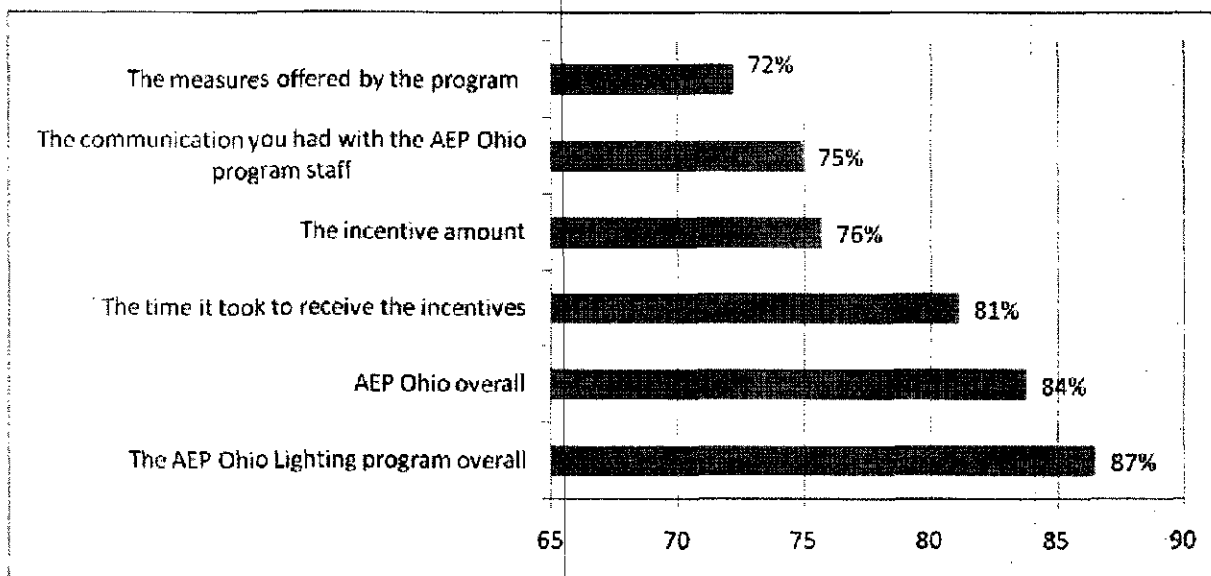 The measures offered by the program
72%
The communication you had with the AEP Ohio
program staff
75%
The incentive amount
76%
The time it took to receive the incentives
81%
AEP Ohio overall
84%
The AEP Ohio Lighting program overall
87%
65 70 75 80 85 90